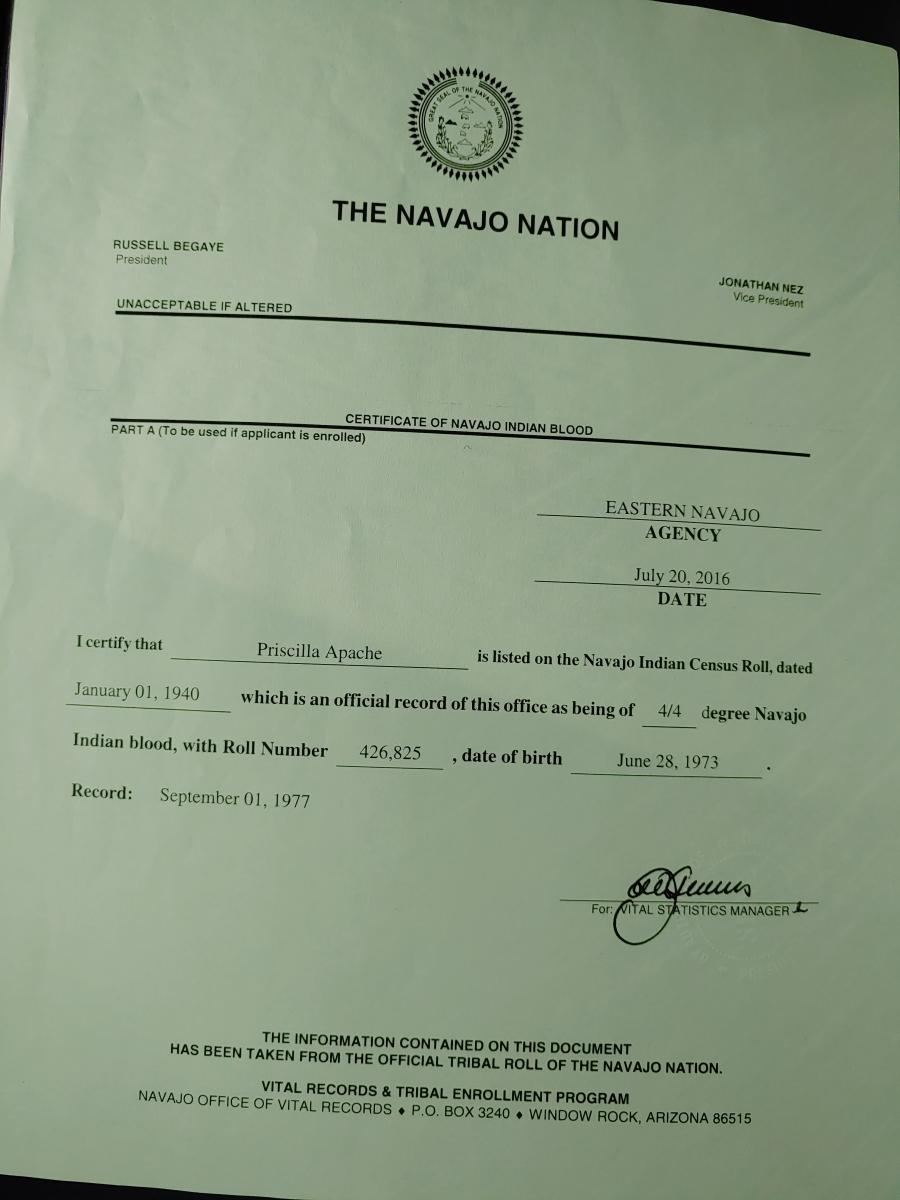 GREAT SEAL OF THE NAVAJO NATION
THE NAVAJO NATION
RUSSELL BEGAYE
President
JONATHAN NEZ
Vice President
UNACCEPTABLE IF ALTERED
CERTIFICATE OF NAVAJO INDIAN BLOOD
PART A (To be used if applicant is enrolled)
EASTERN NAVAJO
AGENCY
July 20, 2016
DATE
I certify that Priscilla Apache is listed on the Navajo Indian Census Roll, dated
January 01, 1940 which is an official record of this office as being of 4/4 degree Navajo
Indian blood, with Roll Number 426,825 , date of birth June 28, 1973 .
Record: September 01, 1977
For: VITAL STATISTICS MANAGER
THE INFORMATION CONTAINED ON THIS DOCUMENT
HAS BEEN TAKEN FROM THE OFFICIAL TRIBAL ROLL OF THE NAVAJO NATION.
VITAL RECORDS & TRIBAL ENROLLMENT PROGRAM
NAVAJO OFFICE OF VITAL RECORDS ♦ P.O. BOX 3240 ♦ WINDOW ROCK, ARIZONA 86515